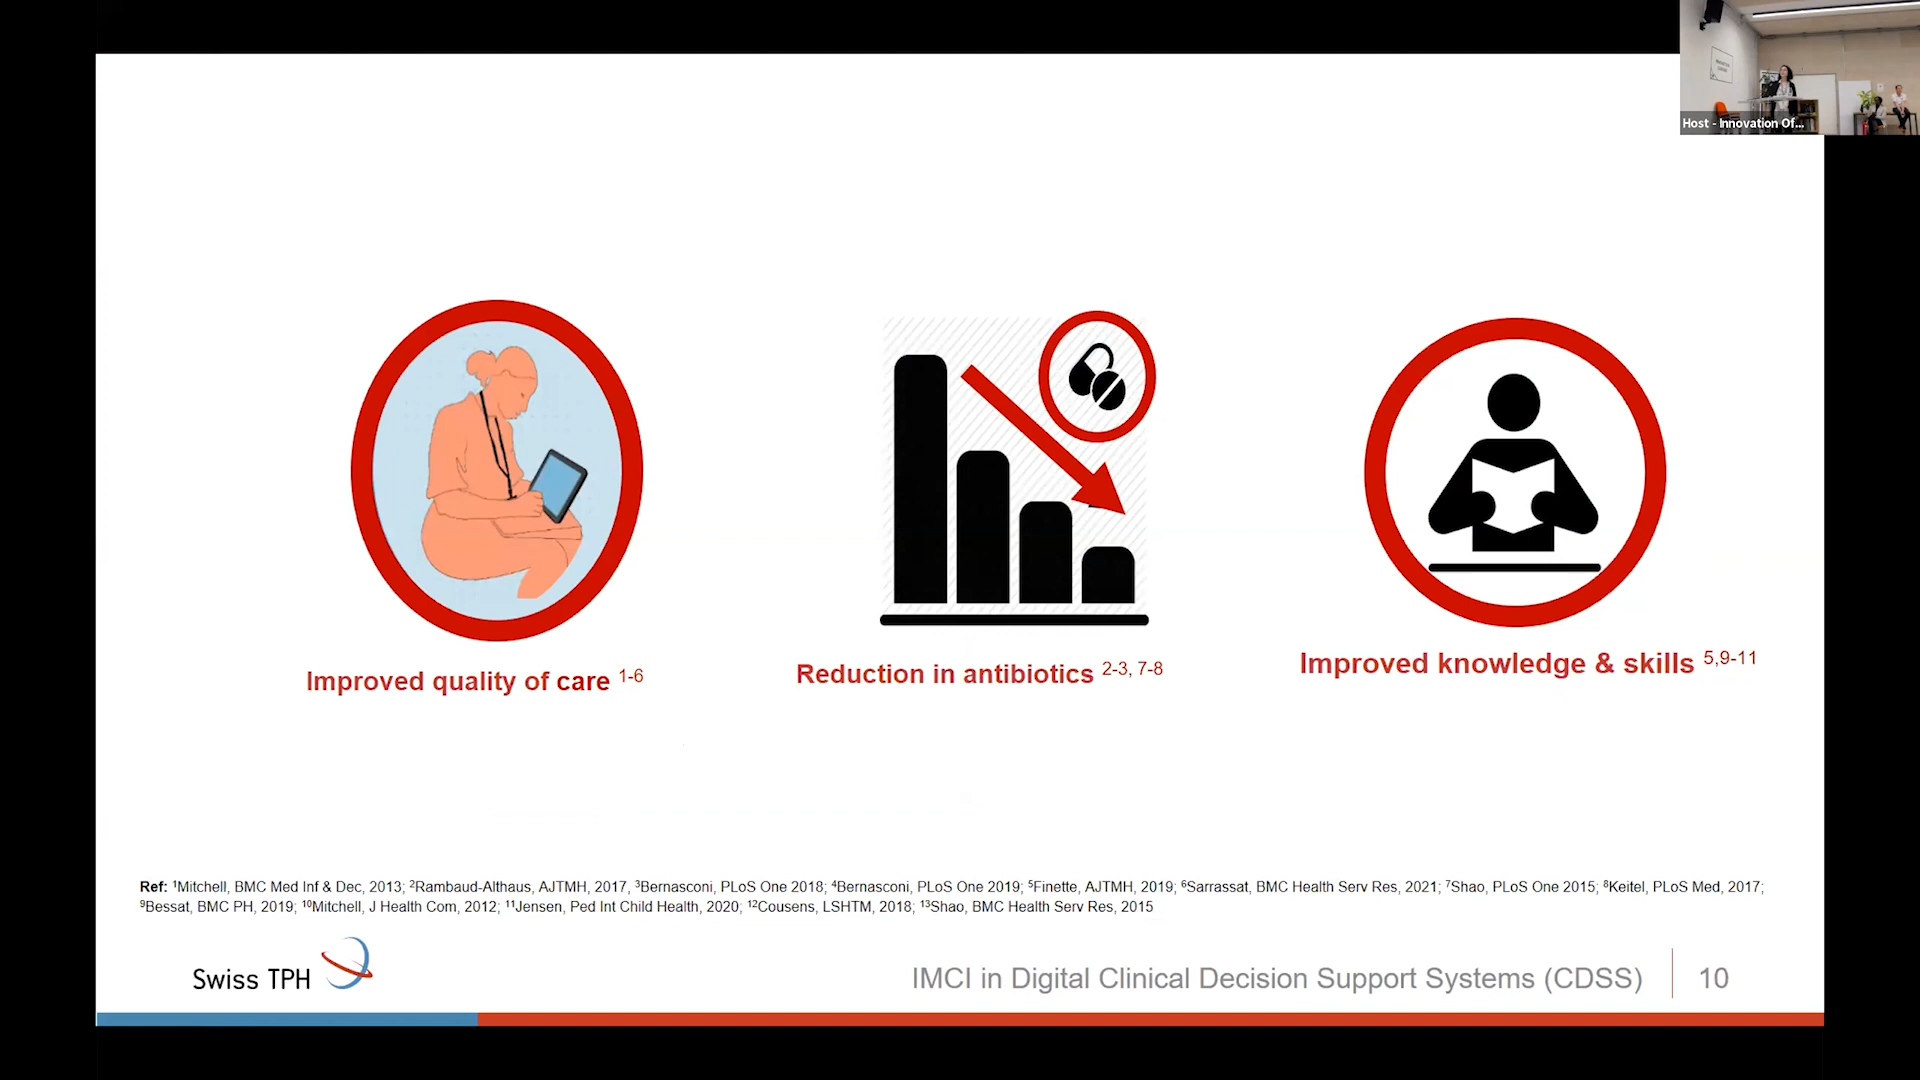 Host - Innovation Of...
Improved quality of care 1-6
Reduction in antibiotics 2-3, 7-8
Improved knowledge & skills 5,9-11
Ref: 1Mitchell, BMC Med Inf & Dec, 2013; 2Rambaud-Althaus, AJTMH, 2017, 3Bernasconi, PLoS One 2018; 4Bernasconi, PLoS One 2019; 5Finette, AJTMH, 2019; 6Sarrassat, BMC Health Serv Res, 2021; 7Shao, PLoS One 2015; 8Keitel, PLoS Med, 2017;
9Bessat, BMC PH, 2019; 10Mitchell, J Health Com, 2012; 11Jensen, Ped Int Child Health, 2020; 12Cousens, LSHTM, 2018; 13Shao, BMC Health Serv Res, 2015
Swiss TPH
IMCI in Digital Clinical Decision Support Systems (CDSS)
10